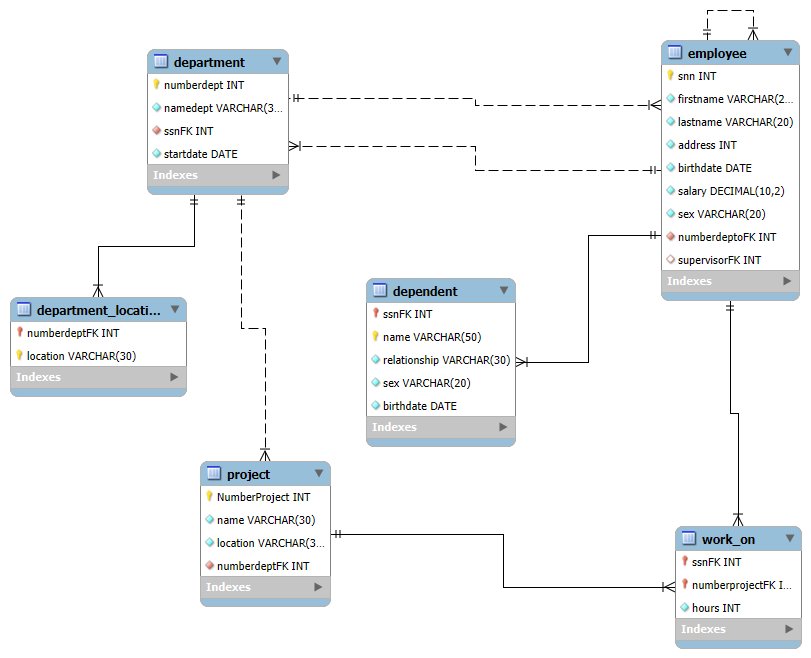 department
numberdept INT
namedept VARCHAR(3...
ssnFK INT
startdate DATE
Indexes
employee
snn INT
firstname VARCHAR(2...
lastname VARCHAR(20)
address INT
birthdate DATE
salary DECIMAL(10,2)
sex VARCHAR(20)
numberdeptoFK INT
supervisorFK INT
Indexes
department_locati...
numberdeptFK INT
location VARCHAR(30)
Indexes
dependent
ssnFK INT
name VARCHAR(50)
relationship VARCHAR(30)
sex VARCHAR(20)
birthdate DATE
Indexes
project
NumberProject INT
name VARCHAR(30)
location VARCHAR(3...
numberdeptFK INT
Indexes
work_on
ssnFK INT
numberprojectFK I...
hours INT
Indexes